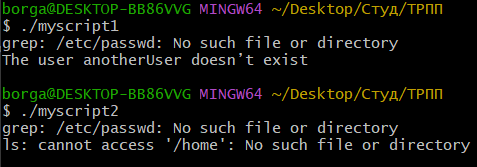 borga@DESKTOP-BB86VVG MINGW64 ~/Desktop/Студ/ТРПП
$ ./myscript1
grep: /etc/passwd: No such file or directory
The user anotherUser doesn’t exist
borga@DESKTOP-BB86VVG MINGW64 ~/Desktop/Студ/ТРПП
$ ./myscript2
grep: /etc/passwd: No such file or directory
ls: cannot access '/home': No such file or directory